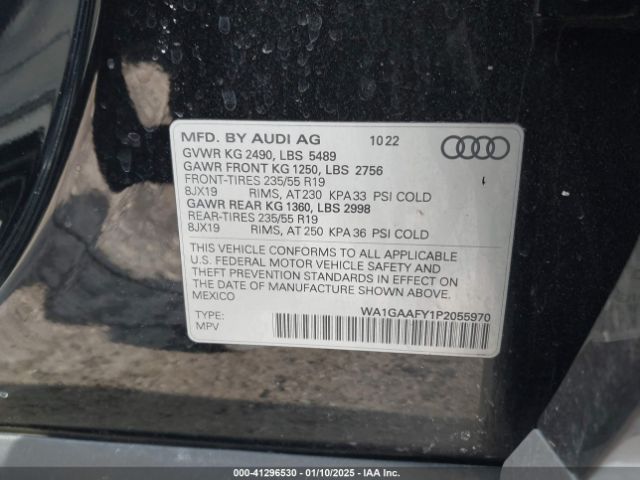 MFD. BY AUDI AG 10 22
GVWR KG 2490, LBS 5489
GAWR FRONT KG 1250, LBS 2756
FRONT-TIRES 235/55 R19
8JX19 RIMS, AT 230 KPA 33 PSI COLD
GAWR REAR KG 1360, LBS 2998
REAR-TIRES 235/55 R19
8JX19 RIMS, AT 250 KPA 36 PSI COLD
THIS VEHICLE CONFORMS TO ALL APPLICABLE
U.S. FEDERAL MOTOR VEHICLE SAFETY AND
THEFT PREVENTION STANDARDS IN EFFECT ON
THE DATE OF MANUFACTURE SHOWN ABOVE.
MEXICO
WA1GAAFY1P2055970
TYPE:
MPV
000-41296530 - 01/10/2025 - IAA Inc.